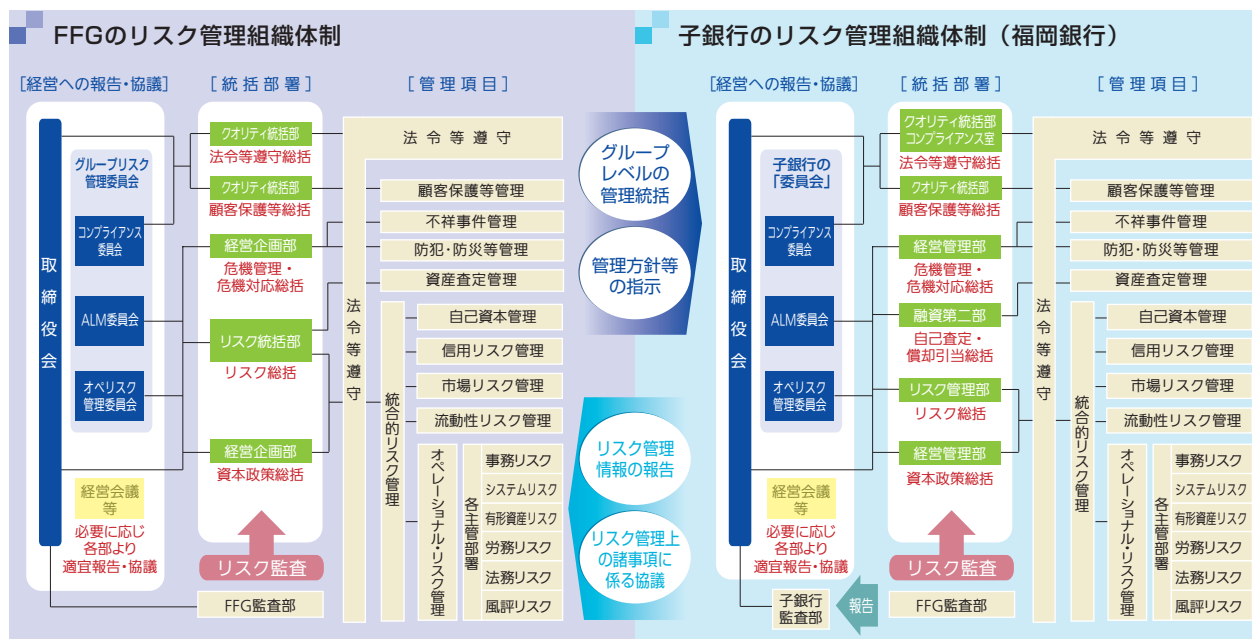 FFGのリスク管理組織体制
[経営への報告・協議]
[統括部署]
[管理項目]
取締役会
グループリスク
管理委員会
コンプライアンス
委員会
ALM委員会
オペリスク
管理委員会
経営会議
等
必要に応じ
各部より
適宜報告・協議
クオリティ統括部
法令等遵守総括
クオリティ統括部
顧客保護等総括
経営企画部
危機管理・
危機対応総括
リスク統括部
リスク総括
経営企画部
資本政策総括
リスク監査
FFG監査部
法令等遵守
法令等遵守
顧客保護等管理
不祥事件管理
防犯・防災等管理
資産査定管理
統合的リスク管理
自己資本管理
信用リスク管理
市場リスク管理
流動性リスク管理
オペレーショナル・リスク管理
各主管部署
事務リスク
システムリスク
有形資産リスク
労務リスク
法務リスク
風評リスク
グループ
レベルの
管理統括
管理方針等
の指示
リスク管理
情報の報告
リスク管理上
の諸事項に
係る協議
子銀行のリスク管理組織体制（福岡銀行）
[経営への報告・協議]
[統括部署]
[管理項目]
取締役会
子銀行の
「委員会」
コンプライアンス
委員会
ALM委員会
オペリスク
管理委員会
経営会議
等
必要に応じ
各部より
適宜報告・協議
子銀行
監査部
報告
クオリティ統括部
コンプライアンス室
法令等遵守総括
クオリティ統括部
顧客保護等総括
経営管理部
危機管理・
危機対応総括
融資第二部
自己査定・
償却引当総括
リスク管理部
リスク総括
経営管理部
資本政策総括
リスク監査
FFG監査部
法令等遵守
法令等遵守
顧客保護等管理
不祥事件管理
防犯・防災等管理
資産査定管理
統合的リスク管理
自己資本管理
信用リスク管理
市場リスク管理
流動性リスク管理
オペレーショナル・リスク管理
各主管部署
事務リスク
システムリスク
有形資産リスク
労務リスク
法務リスク
風評リスク